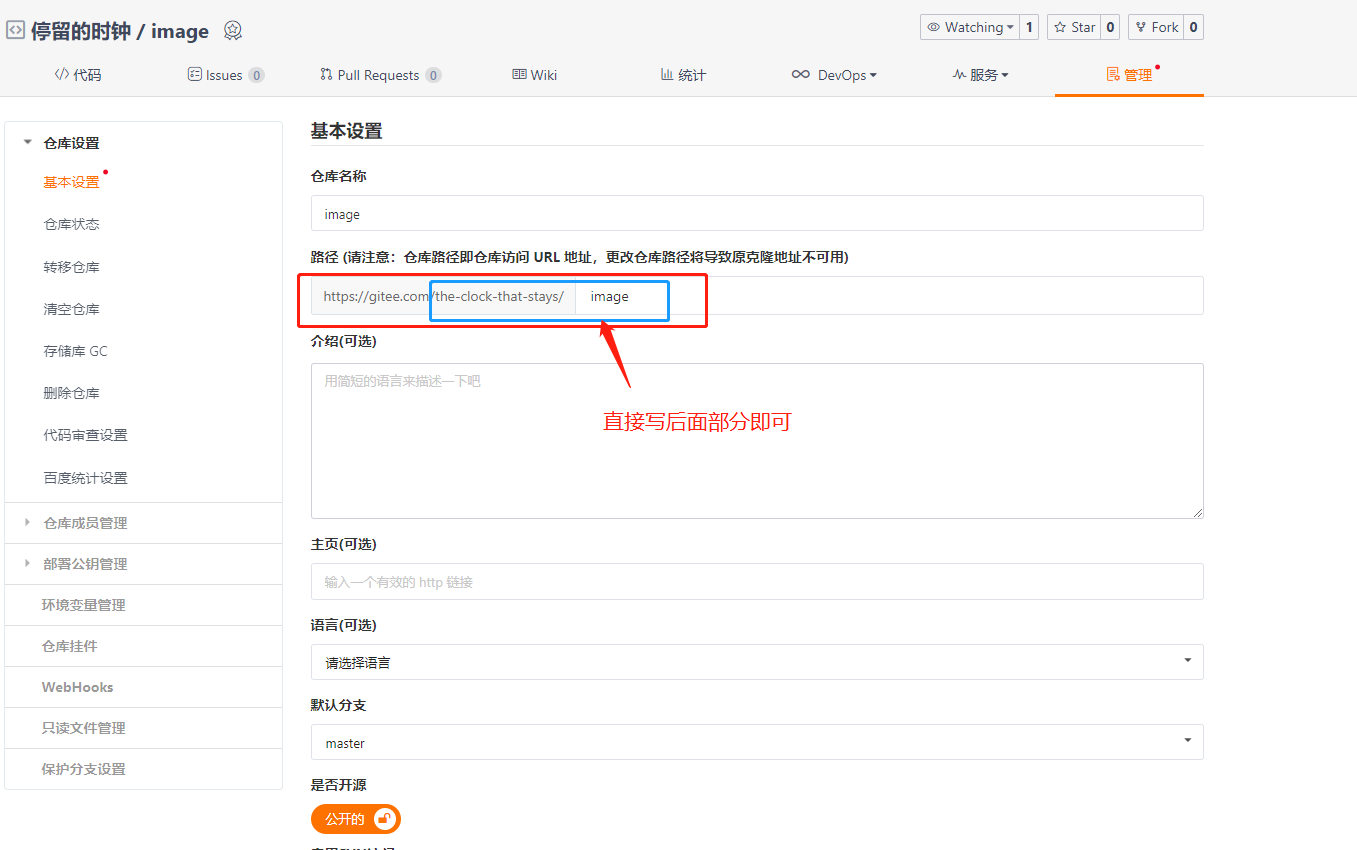 停留的时钟 / image
Watching 1 Star 0 Fork 0
代码 Issues 0 Pull Requests 0 Wiki 统计 DevOps 服务 管理
仓库设置
基本设置
仓库状态
转移仓库
清空仓库
存储库 GC
删除仓库
代码审查设置
百度统计设置
仓库成员管理
部署公钥管理
环境变量管理
仓库挂件
WebHooks
只读文件管理
保护分支设置
基本设置
仓库名称
image
路径 (请注意：仓库路径即仓库访问 URL 地址，更改仓库路径将导致原克隆地址不可用)
https://gitee.com/the-clock-that-stays/ image
介绍(可选)
用简短的语言来描述一下吧
直接写后面部分即可
主页(可选)
输入一个有效的 http 链接
语言(可选)
请选择语言
默认分支
master
是否开源
公开的